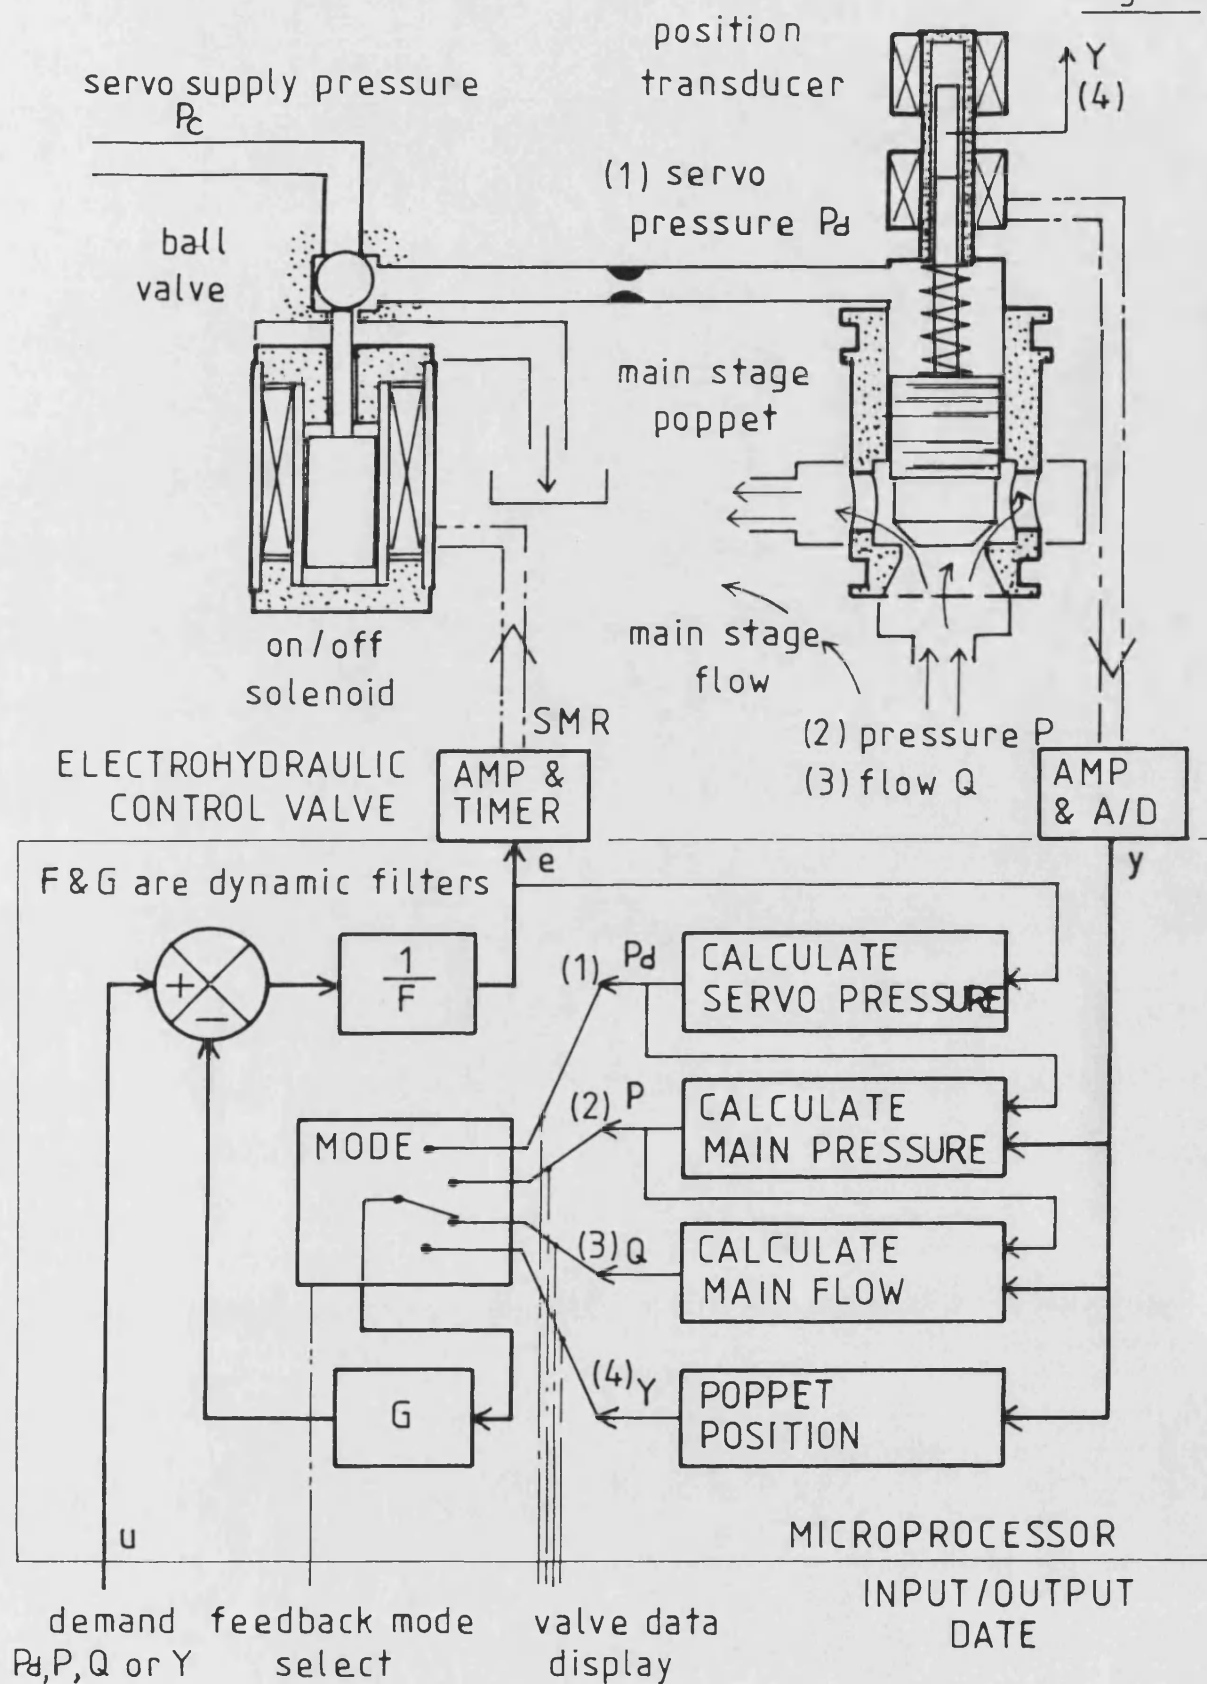 position
transducer
servo supply pressure
Pc
Y
(4)
(1) servo
pressure Pd
ball
valve
main stage
poppet
on/off
solenoid
main stage
flow
SMR
(2) pressure P
(3) flow Q
ELECTROHYDRAULIC
CONTROL VALVE
AMP &
TIMER
AMP
& A/D
e
y
F & G are dynamic filters
+
−
1
F
(1) Pd
CALCULATE
SERVO PRESSURE
(2) P
CALCULATE
MAIN PRESSURE
MODE
(3) Q
CALCULATE
MAIN FLOW
(4) Y
POPPET
POSITION
G
u
MICROPROCESSOR
INPUT/OUTPUT
DATE
demand
Pd, P, Q or Y
feedback mode
select
valve data
display